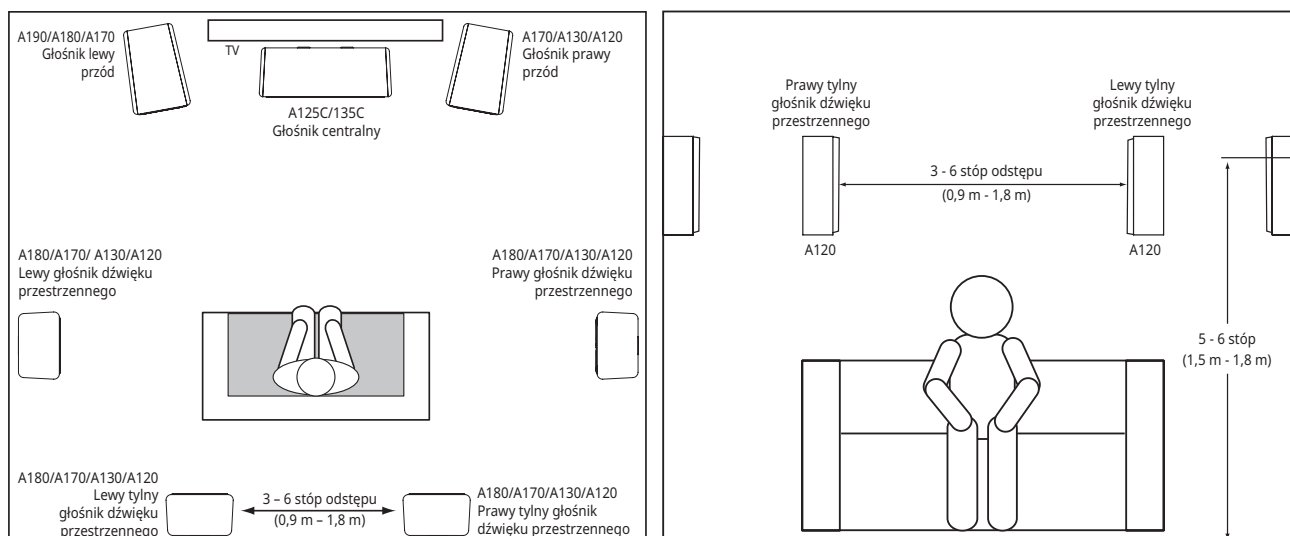 A190/A180/A170
Głośnik lewy
przód
TV
A170/A130/A120
Głośnik prawy
przód
A125C/135C
Głośnik centralny
A180/A170/ A130/A120
Lewy głośnik dźwięku
przestrzennego
A180/A170/A130/A120
Prawy głośnik dźwięku
przestrzennego
A180/A170/A130/A120
Lewy tylny
głośnik dźwięku
przestrzennego
3 – 6 stóp odstępu
(0,9 m – 1,8 m)
A180/A170/A130/A120
Prawy tylny głośnik
dźwięku przestrzennego
Prawy tylny
głośnik dźwięku
przestrzennego
Lewy tylny
głośnik dźwięku
przestrzennego
3 - 6 stóp odstępu
(0,9 m - 1,8 m)
A120
A120
5 - 6 stóp
(1,5 m - 1,8 m)